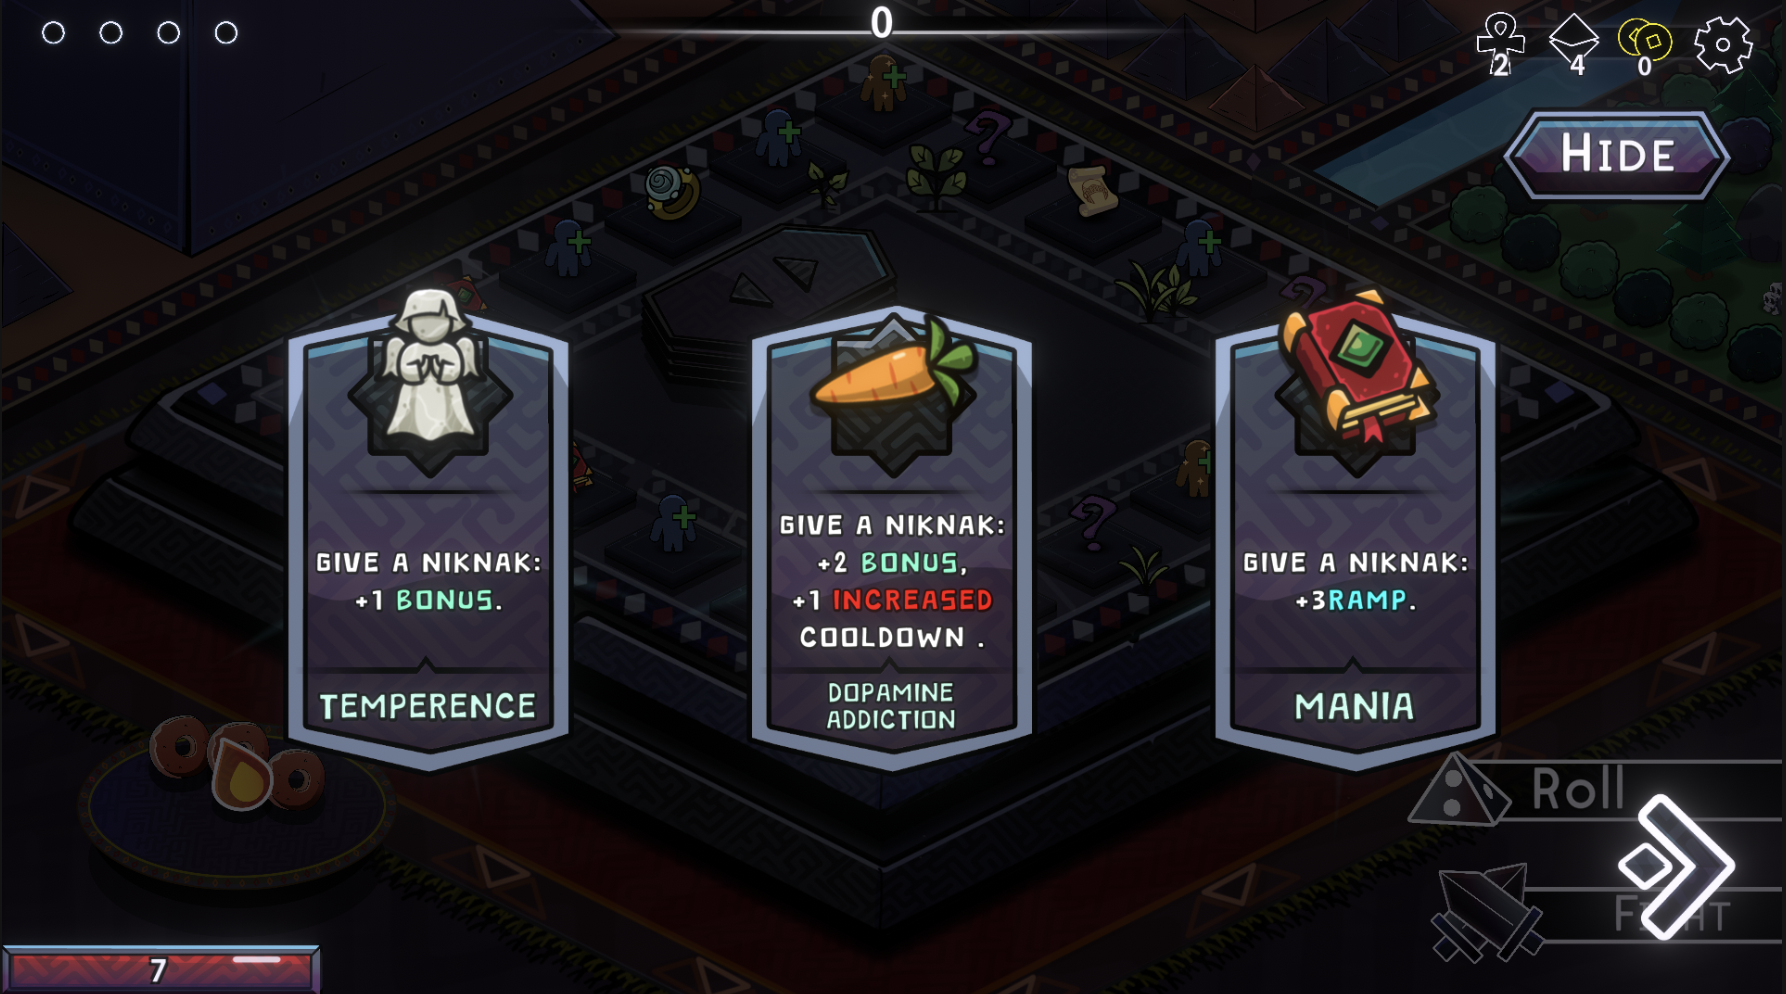 0
2
4
0
HIDE
GIVE A NIKNAK:
+1 BONUS.
TEMPERENCE
GIVE A NIKNAK:
+2 BONUS,
+1 INCREASED
COOLDOWN .
DOPAMINE
ADDICTION
GIVE A NIKNAK:
+3RAMP.
MANIA
Roll
FIGHT
7